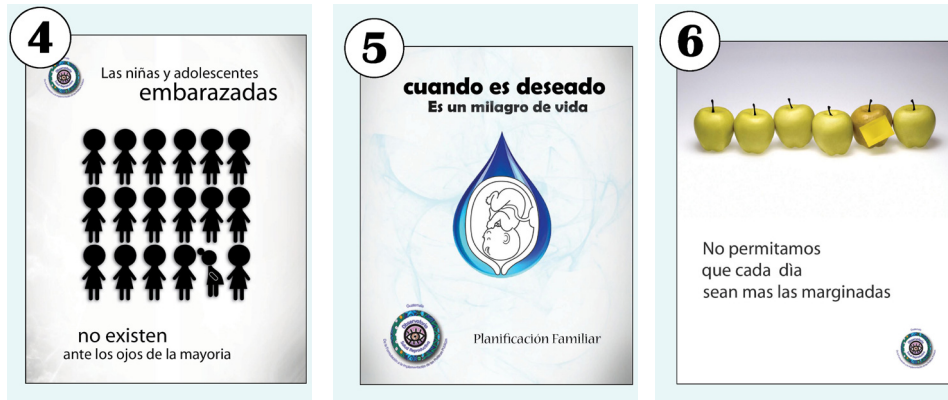 4
Las niñas y adolescentes
embarazadas
no existen
ante los ojos de la mayoria
5
cuando es deseado
Es un milagro de vida
Planificación Familiar
6
No permitamos
que cada dìa
sean mas las marginadas